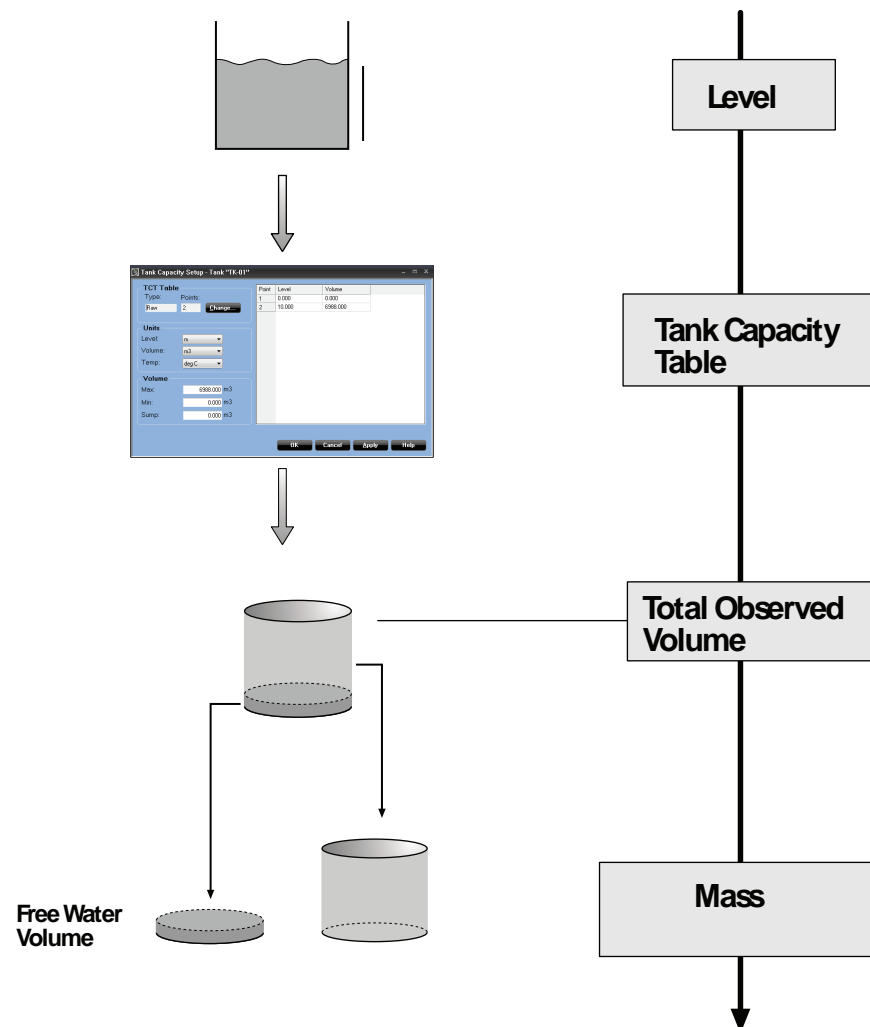 Level
Tank Capacity Setup - Tank "TK-01"
TCT Table
Type: Points:
Raw 2 Change...
Units
Level: m
Volume: m3
Temp: deg C
Volume
Max: 6988.000 m3
Min: 0.000 m3
Sump: 0.000 m3
Point Level Volume
1 0.000 0.000
2 10.000 6988.000
OK Cancel Apply Help
Tank Capacity
Table
Total Observed
Volume
Mass
Free Water
Volume